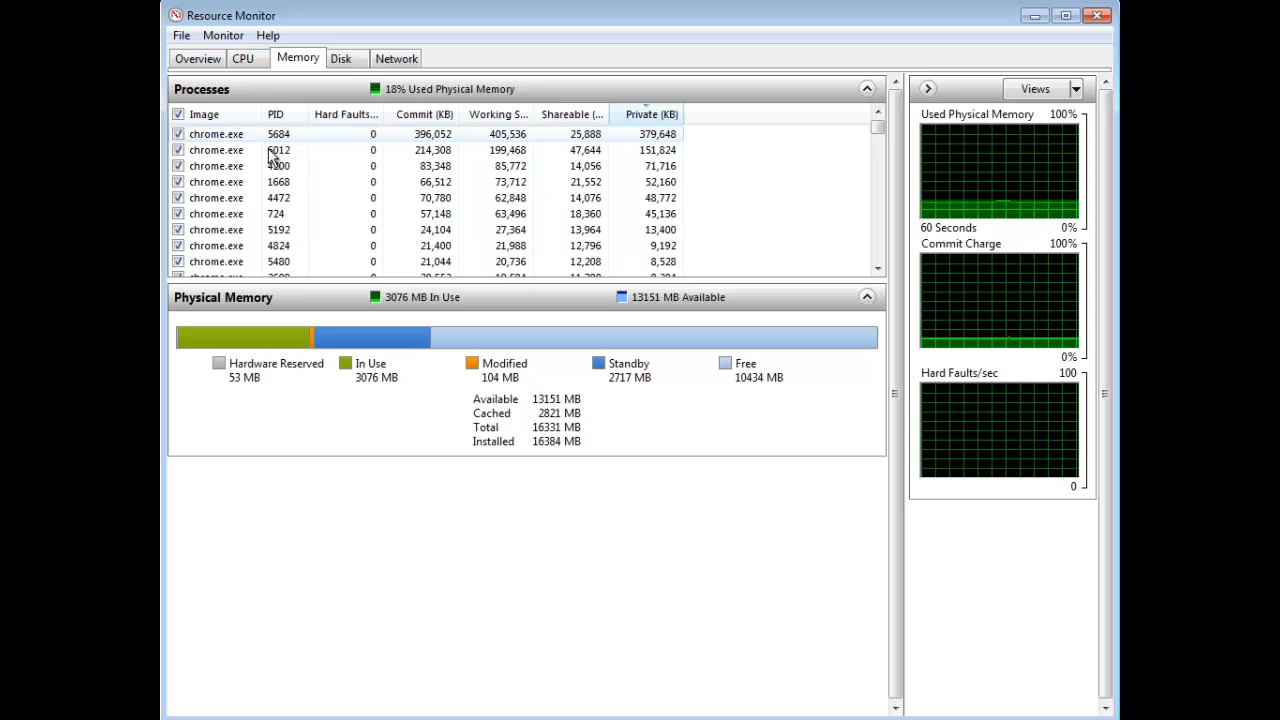 Resource Monitor
File Monitor Help
Overview CPU Memory Disk Network
Processes 18% Used Physical Memory
Image PID Hard Faults... Commit (KB) Working S... Shareable (... Private (KB)
chrome.exe 5684 0 396,052 405,536 25,888 379,648
chrome.exe 0 214,308 199,468 47,644 151,824
chrome.exe 0 83,348 85,772 14,056 71,716
chrome.exe 1668 0 66,512 73,712 21,552 52,160
chrome.exe 4472 0 70,780 62,848 14,076 48,772
chrome.exe 724 0 57,148 63,496 18,360 45,136
chrome.exe 5192 0 24,104 27,364 13,964 13,400
chrome.exe 4824 0 21,400 21,988 12,796 9,192
chrome.exe 5480 0 21,044 20,736 12,208 8,528
Physical Memory 3076 MB In Use 13151 MB Available
Hardware Reserved In Use Modified Standby Free
53 MB 3076 MB 104 MB 2717 MB 10434 MB
Available 13151 MB
Cached 2821 MB
Total 16331 MB
Installed 16384 MB
Views
Used Physical Memory 100%
60 Seconds 0%
Commit Charge 100%
0%
Hard Faults/sec 100
0